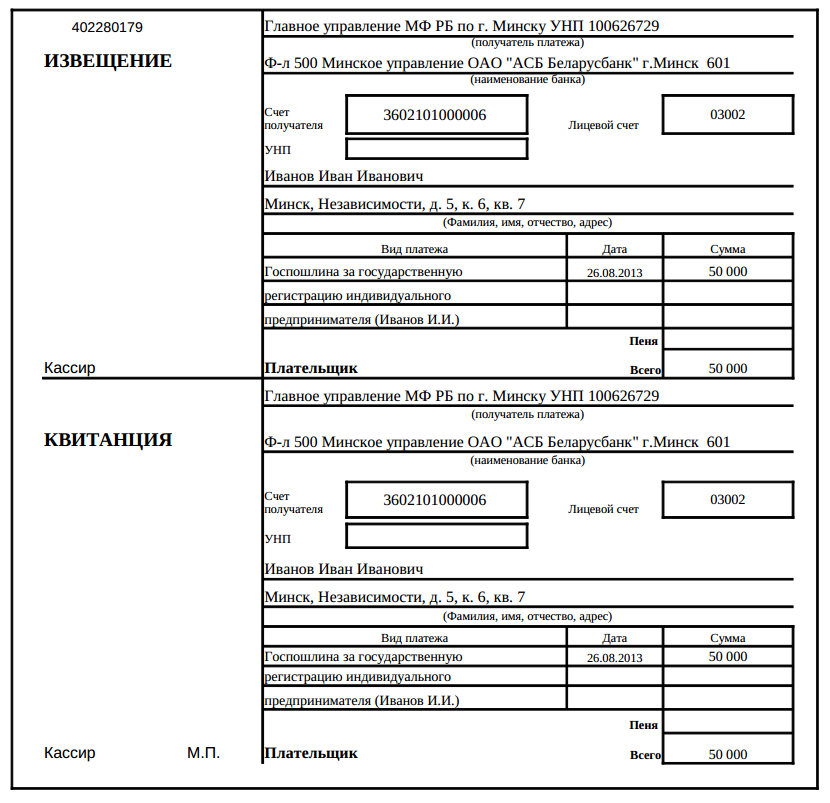 402280179
ИЗВЕЩЕНИЕ
Главное управление МФ РБ по г. Минску УНП 100626729
(получатель платежа)
Ф-л 500 Минское управление ОАО "АСБ Беларусбанк" г.Минск 601
(наименование банка)
Счет
получателя
3602101000006
Лицевой счет
03002
УНП
Иванов Иван Иванович
Минск, Независимости, д. 5, к. 6, кв. 7
(Фамилия, имя, отчество, адрес)
Вид платежа Дата Сумма
Госпошлина за государственную 26.08.2013 50 000
регистрацию индивидуального
предпринимателя (Иванов И.И.)
Пеня
Кассир Плательщик Всего 50 000
Главное управление МФ РБ по г. Минску УНП 100626729
(получатель платежа)
КВИТАНЦИЯ
Ф-л 500 Минское управление ОАО "АСБ Беларусбанк" г.Минск 601
(наименование банка)
Счет
получателя
3602101000006
Лицевой счет
03002
УНП
Иванов Иван Иванович
Минск, Независимости, д. 5, к. 6, кв. 7
(Фамилия, имя, отчество, адрес)
Вид платежа Дата Сумма
Госпошлина за государственную 26.08.2013 50 000
регистрацию индивидуального
предпринимателя (Иванов И.И.)
Пеня
Кассир М.П. Плательщик Всего 50 000